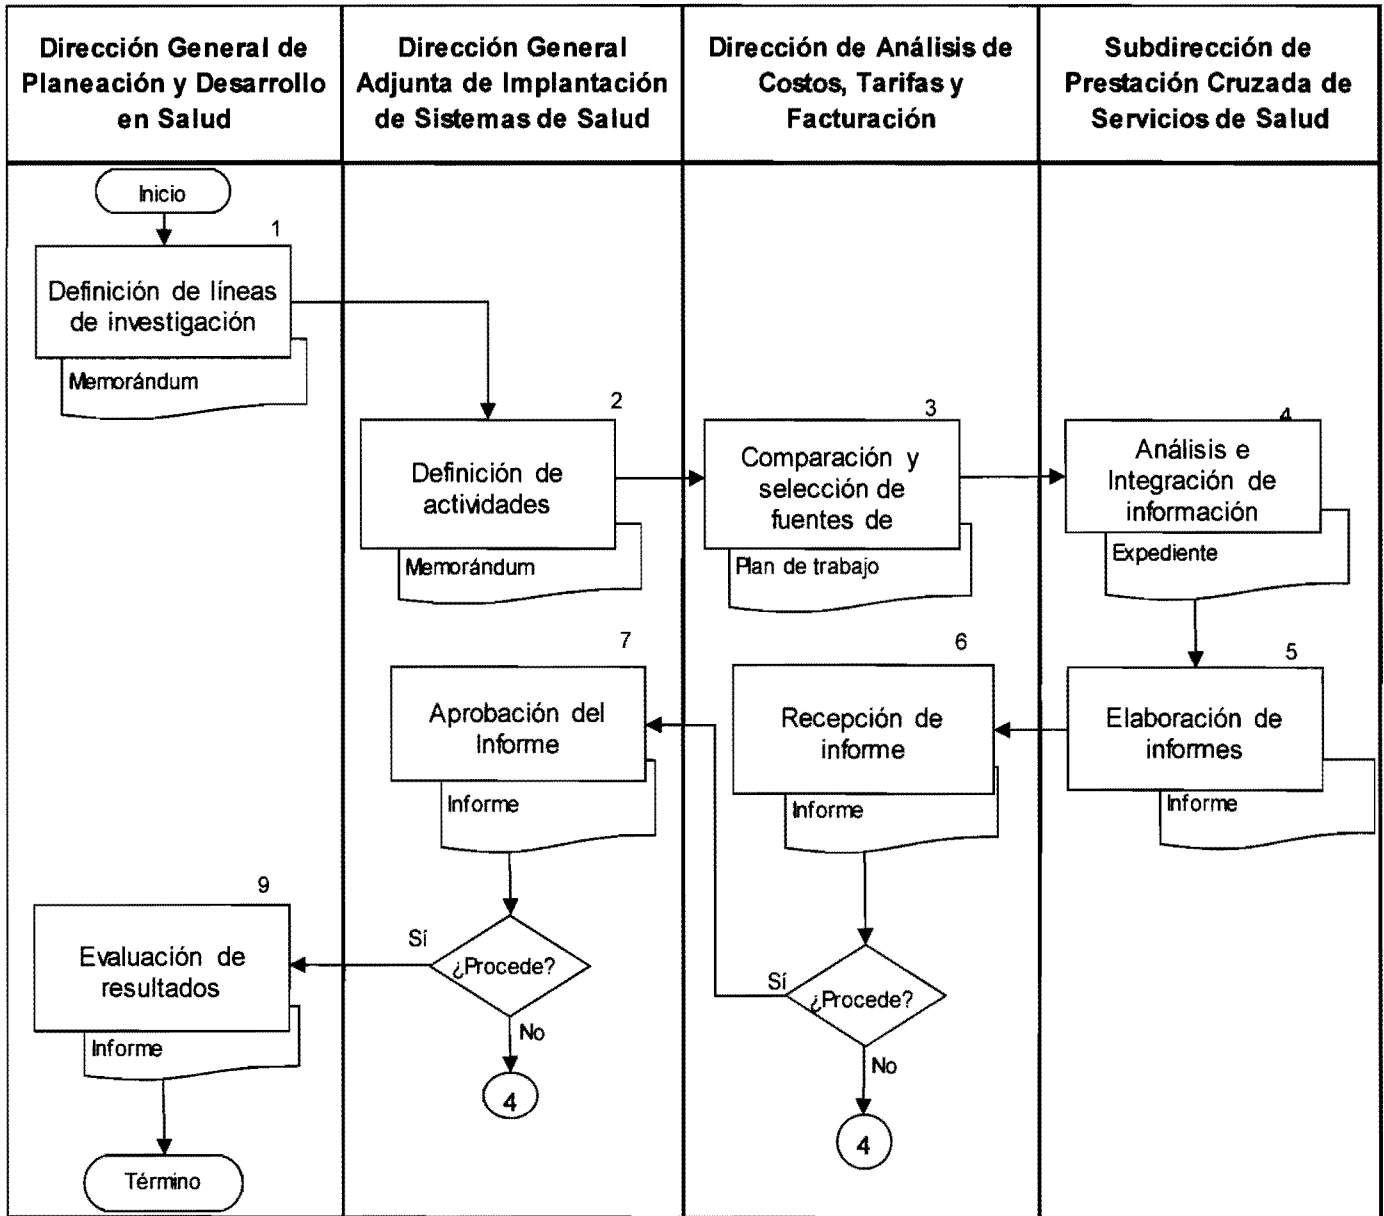 Dirección General de
Planeación y Desarrollo
en Salud
Dirección General
Adjunta de Implantación
de Sistemas de Salud
Dirección de Análisis de
Costos, Tarifas y
Facturación
Subdirección de
Prestación Cruzada de
Servicios de Salud
Inicio
1
Definición de líneas
de investigación
Memorándum
2
Definición de
actividades
Memorándum
3
Comparación y
selección de
fuentes de
Plan de trabajo
4
Análisis e
Integración de
información
Expediente
5
Elaboración de
informes
Informe
6
Recepción de
informe
Informe
¿Procede?
Sí
No
4
7
Aprobación del
Informe
Informe
¿Procede?
Sí
No
4
9
Evaluación de
resultados
Informe
Término